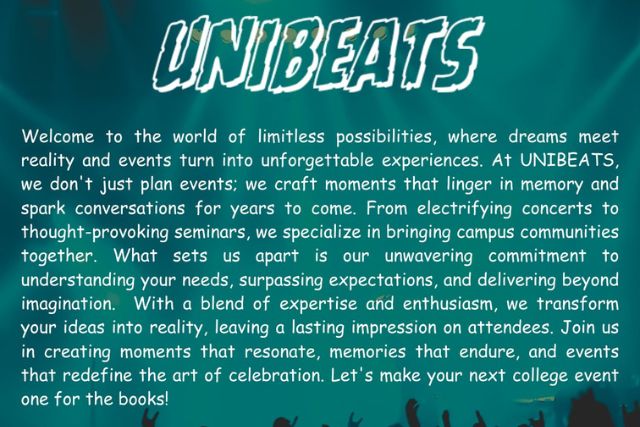 UNIBEATS
Welcome to the world of limitless possibilities, where dreams meet
reality and events turn into unforgettable experiences. At UNIBEATS,
we don't just plan events; we craft moments that linger in memory and
spark conversations for years to come. From electrifying concerts to
thought-provoking seminars, we specialize in bringing campus communities
together. What sets us apart is our unwavering commitment to
understanding your needs, surpassing expectations, and delivering beyond
imagination. With a blend of expertise and enthusiasm, we transform
your ideas into reality, leaving a lasting impression on attendees. Join us
in creating moments that resonate, memories that endure, and events
that redefine the art of celebration. Let's make your next college event
one for the books!